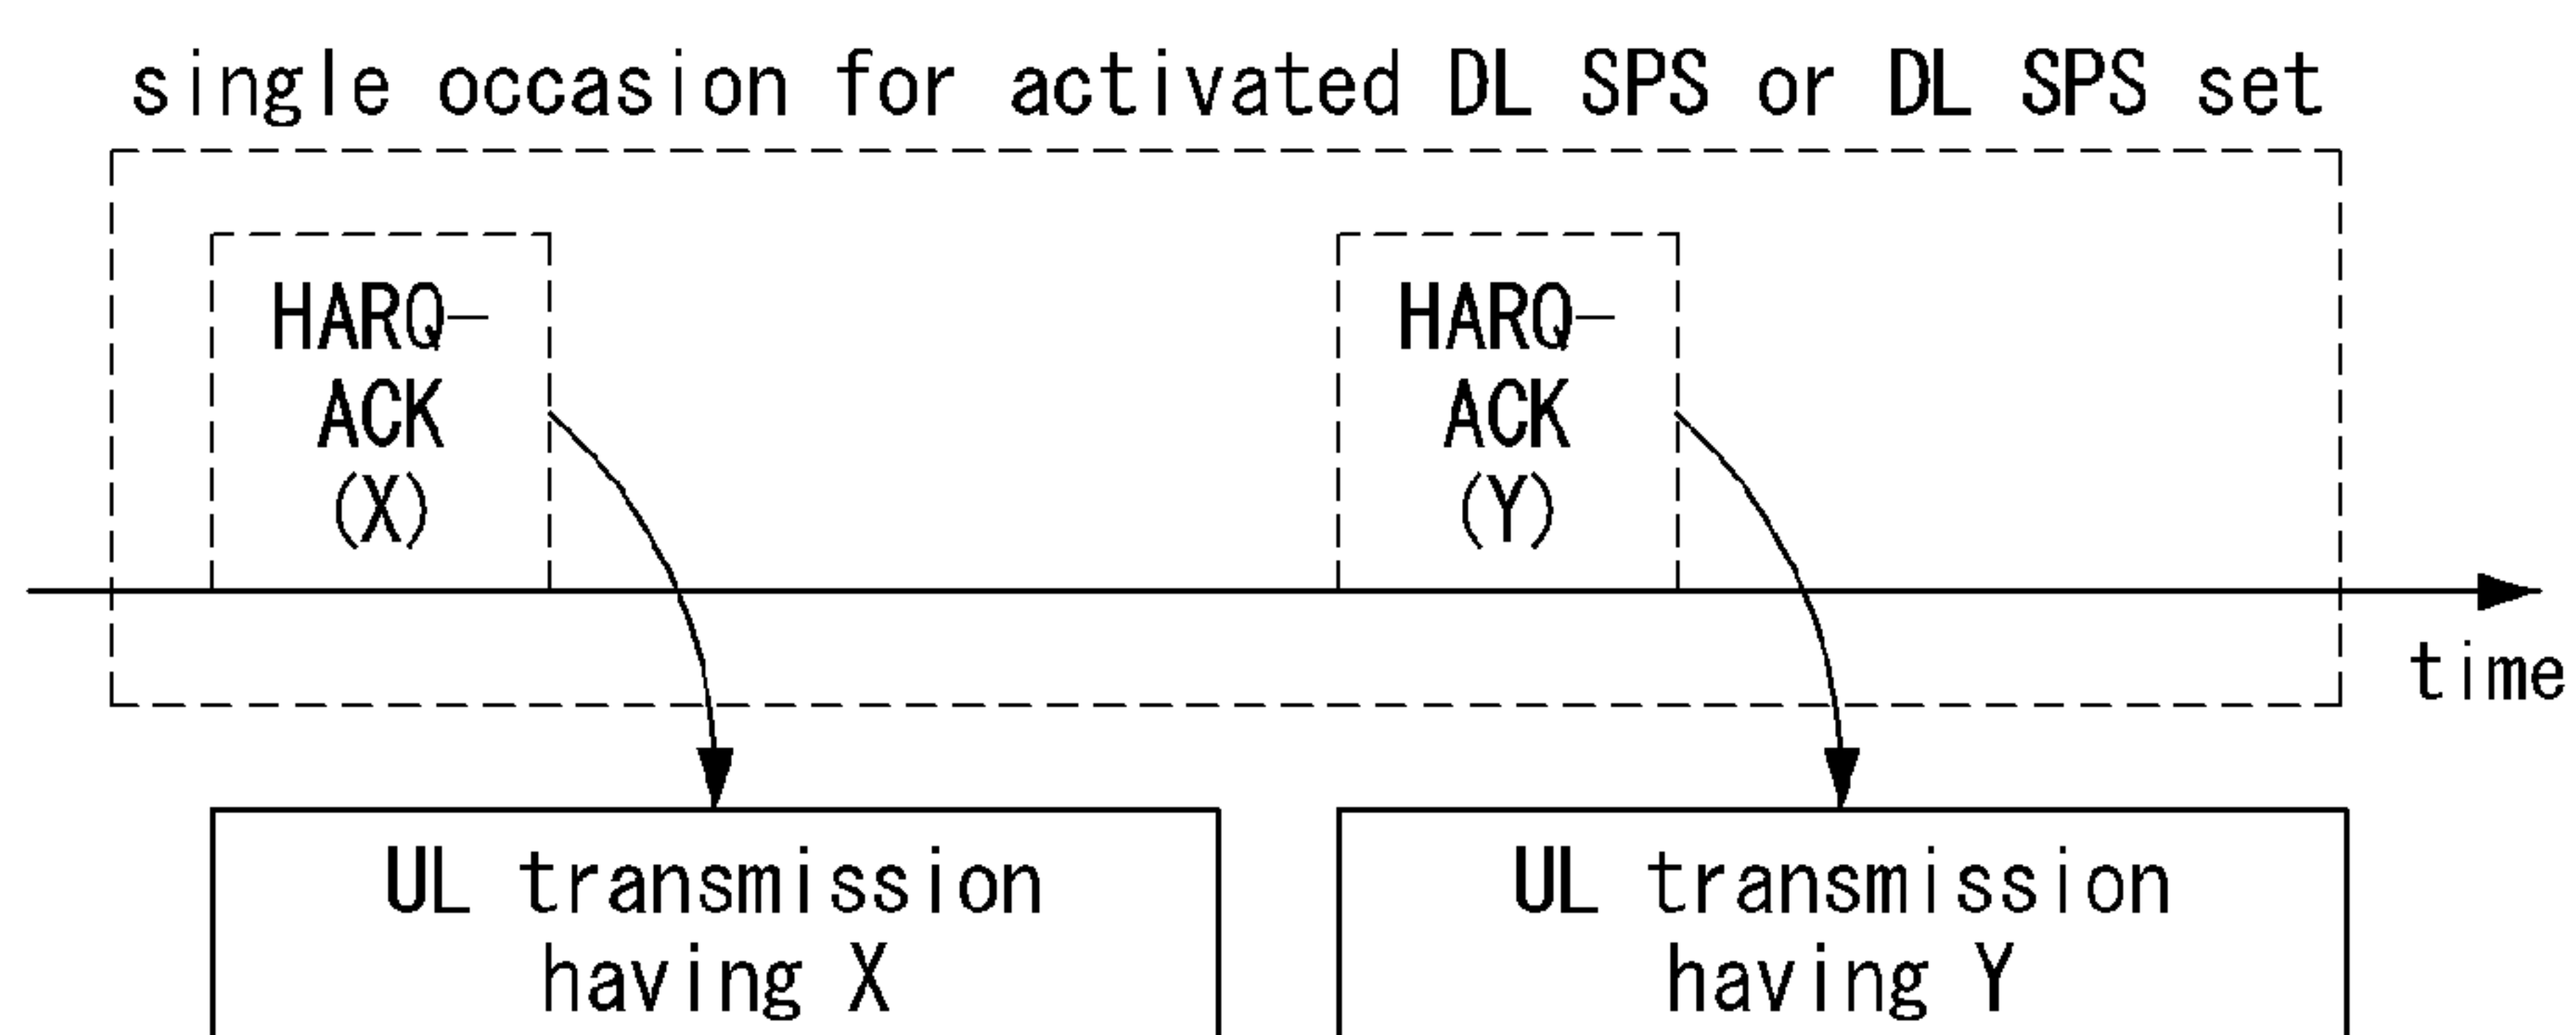 single occasion for activated DL SPS or DL SPS set
HARQ-
ACK
(X)
HARQ-
ACK
(Y)
time
UL transmission
having X
UL transmission
having Y